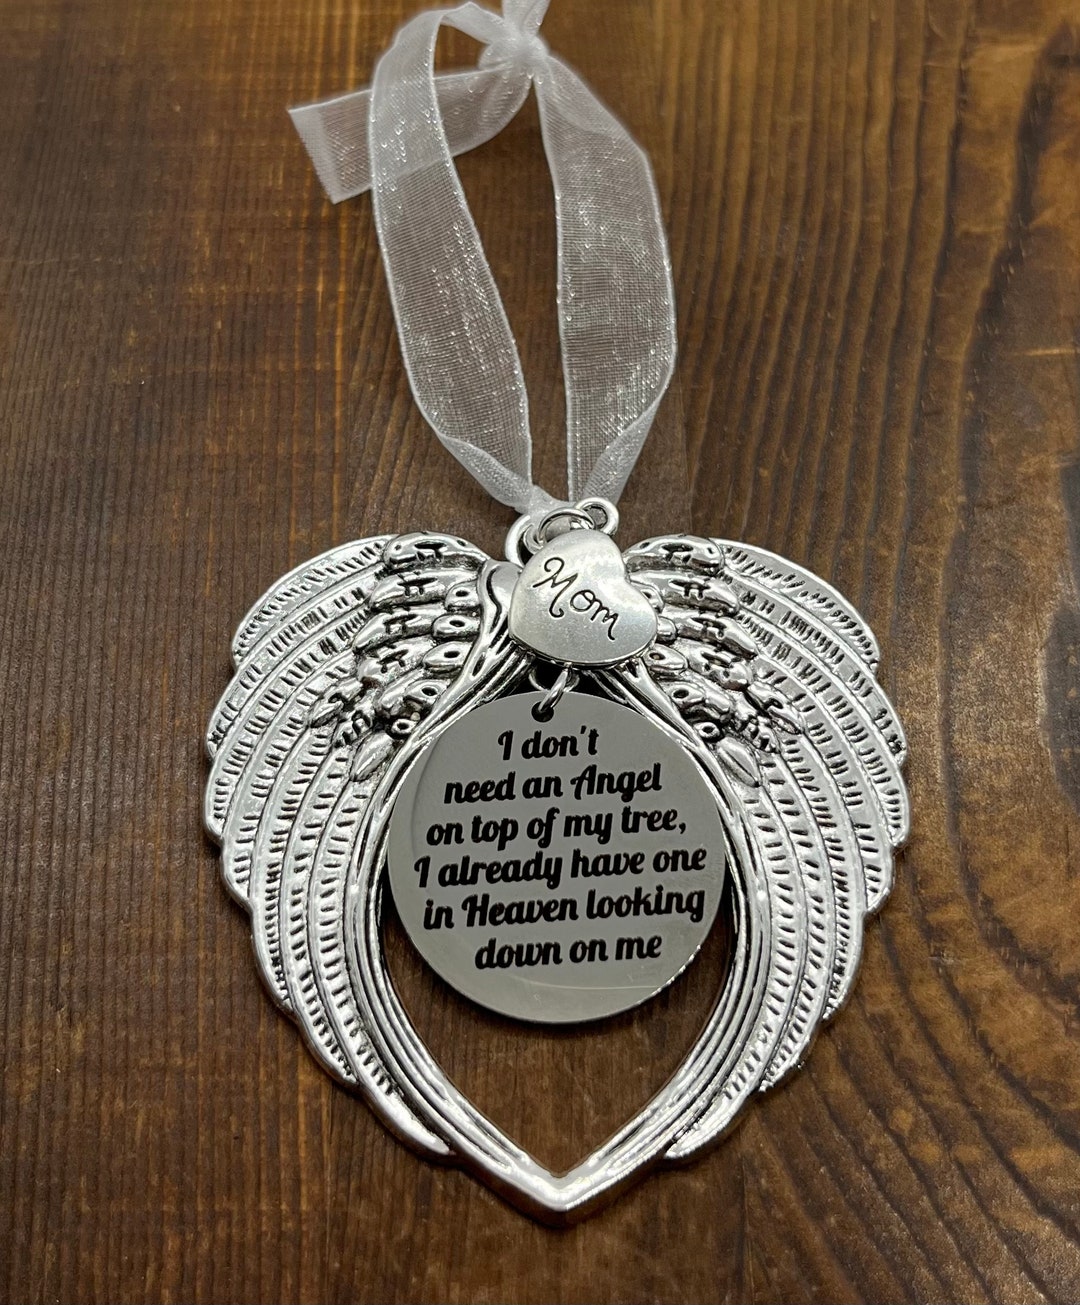 Mom
I don't
need an Angel
on top of my tree,
I already have one
in Heaven looking
down on me